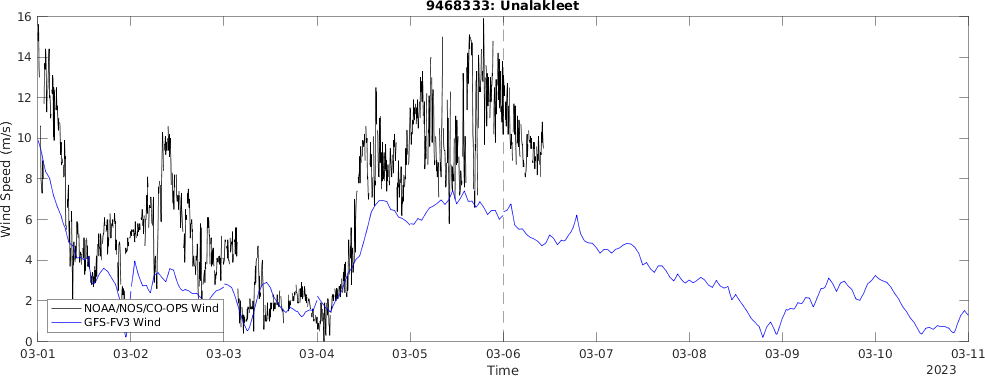 9468333: Unalakleet
Wind Speed (m/s)
16
14
12
10
8
6
4
2
0
NOAA/NOS/CO-OPS Wind
GFS-FV3 Wind
03-01 03-02 03-03 03-04 03-05 03-06 03-07 03-08 03-09 03-10 03-11
Time
2023